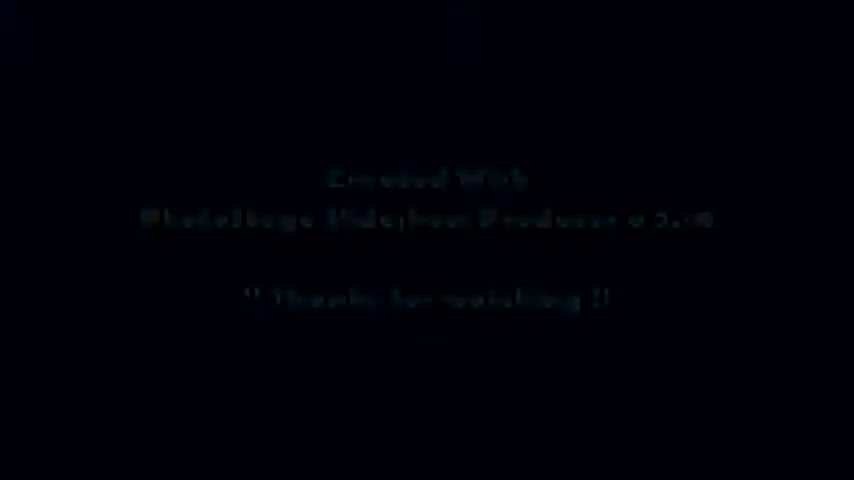 Created With
PhotoStage Slideshow Producer v
!! Thanks for watching !!